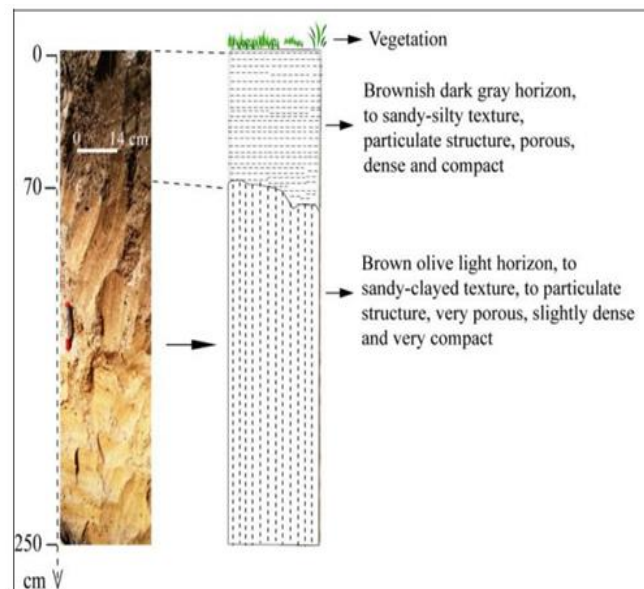 0
Vegetation
Brownish dark gray horizon,
to sandy-silty texture,
particulate structure, porous,
dense and compact
0 14 cm
70
Brown olive light horizon, to
sandy-clayed texture, to particulate
structure, very porous, slightly dense
and very compact
250
cm